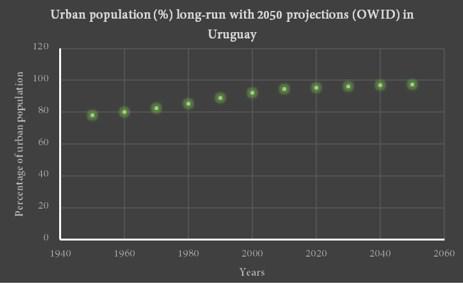 Urban population (%) long-run with 2050 projections (OWID) in
Uruguay
120
100
80
60
40
20
0
Percentage of urban population
1940 1960 1980 2000 2020 2040 2060
Years